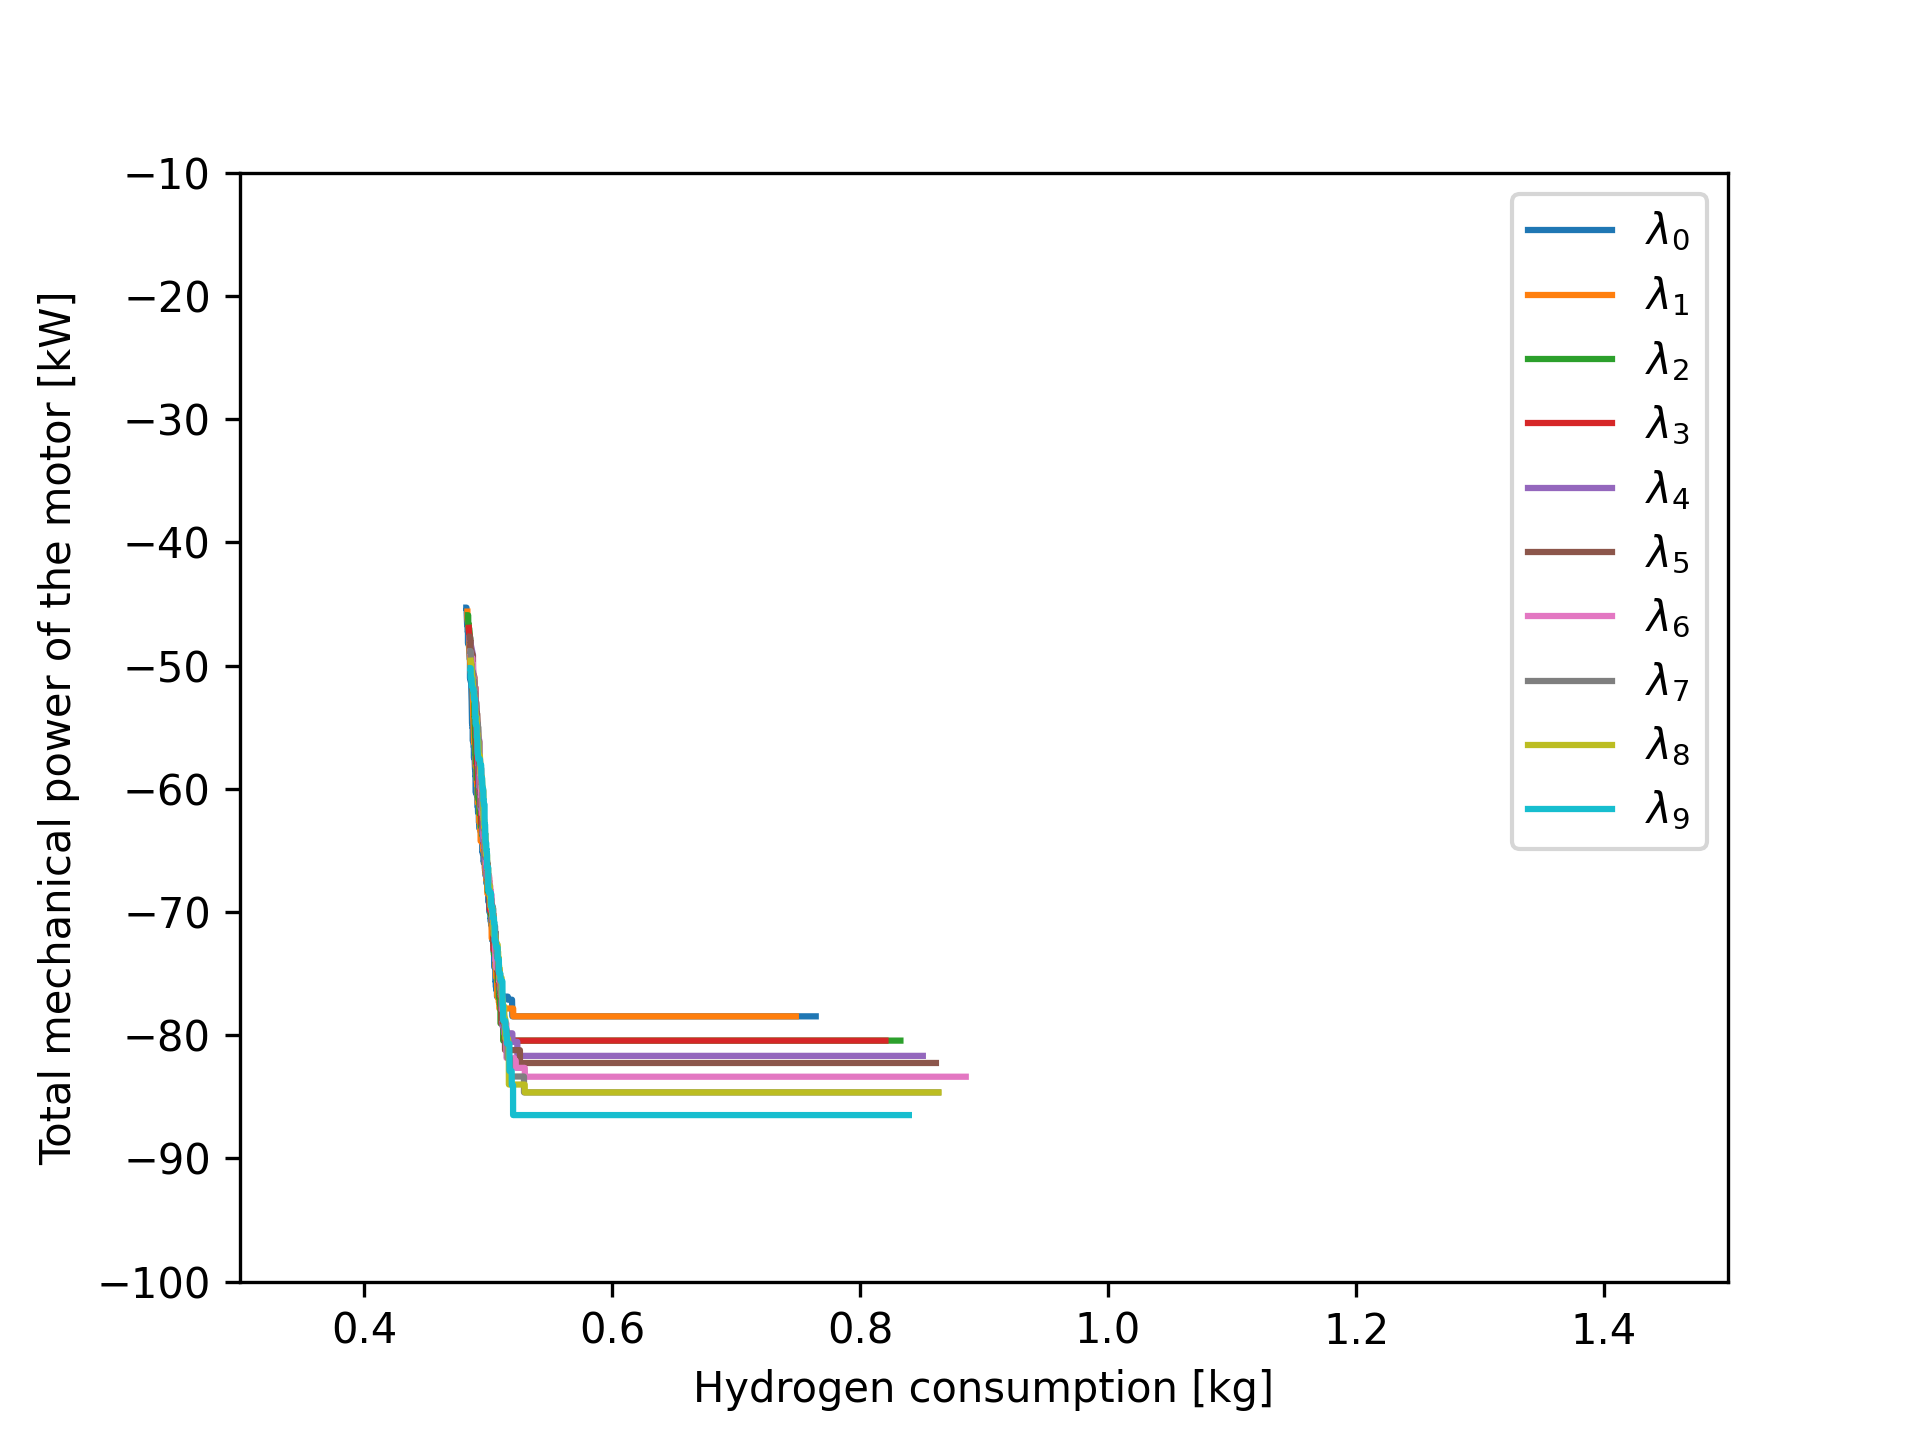 −10
−20
−30
−40
−50
−60
−70
−80
−90
−100
Total mechanical power of the motor [kW]
0.4 0.6 0.8 1.0 1.2 1.4
Hydrogen consumption [kg]
λ₀
λ₁
λ₂
λ₃
λ₄
λ₅
λ₆
λ₇
λ₈
λ₉